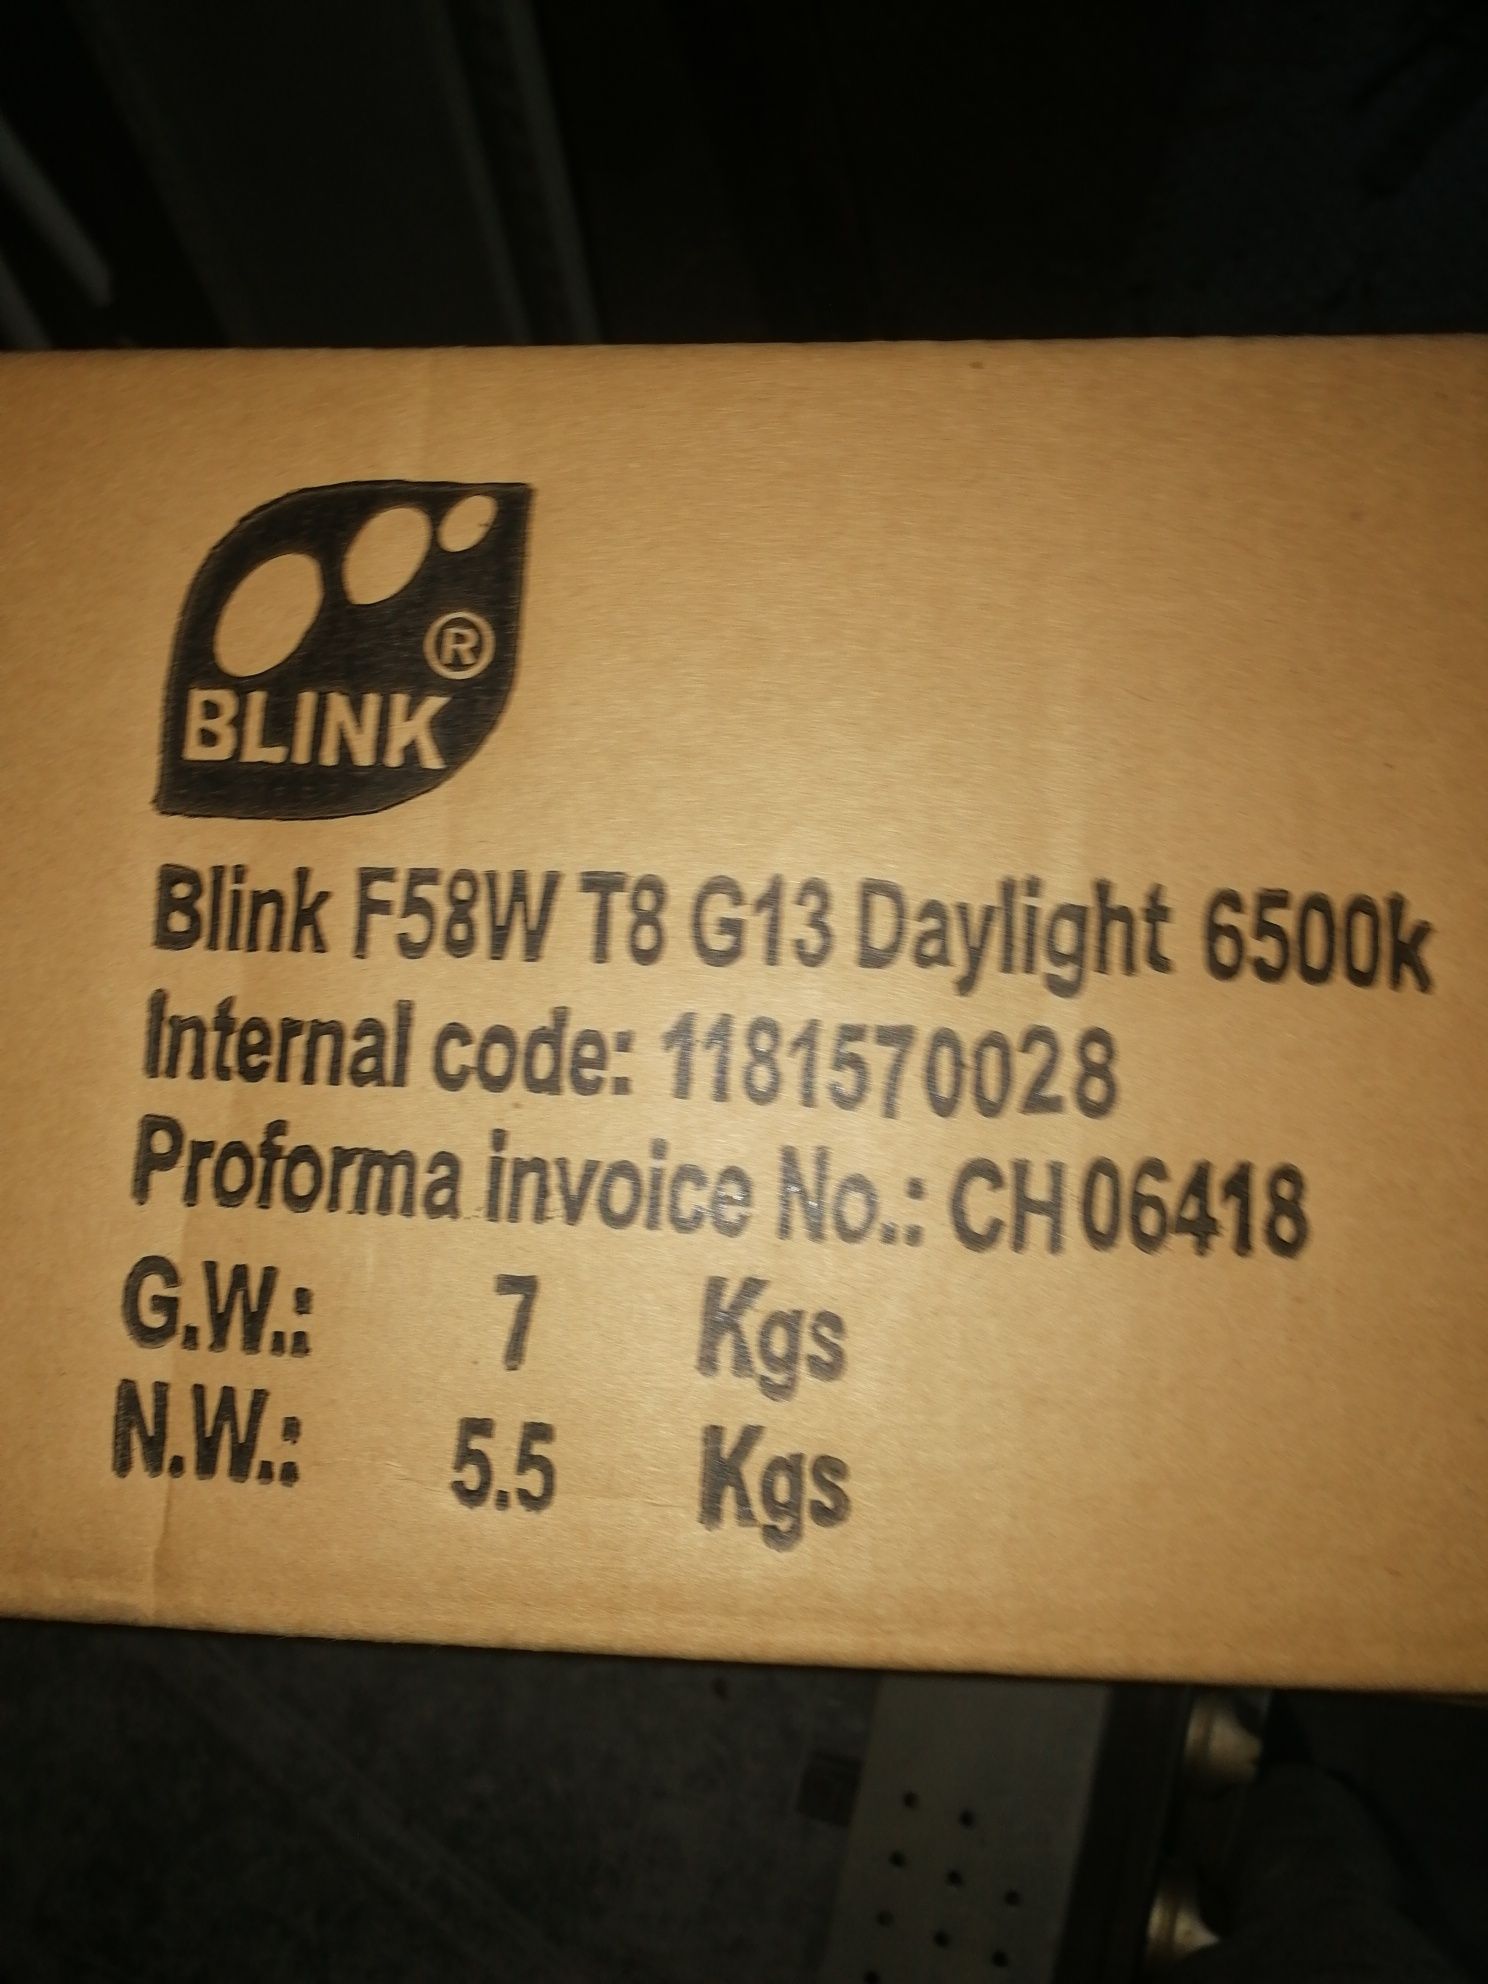 ®
BLINK
Blink F58W T8 G13 Daylight 6500k
Internal code: 1181570028
Proforma invoice No.: CH 06418
G.W.: 7 Kgs
N.W.: 5.5 Kgs